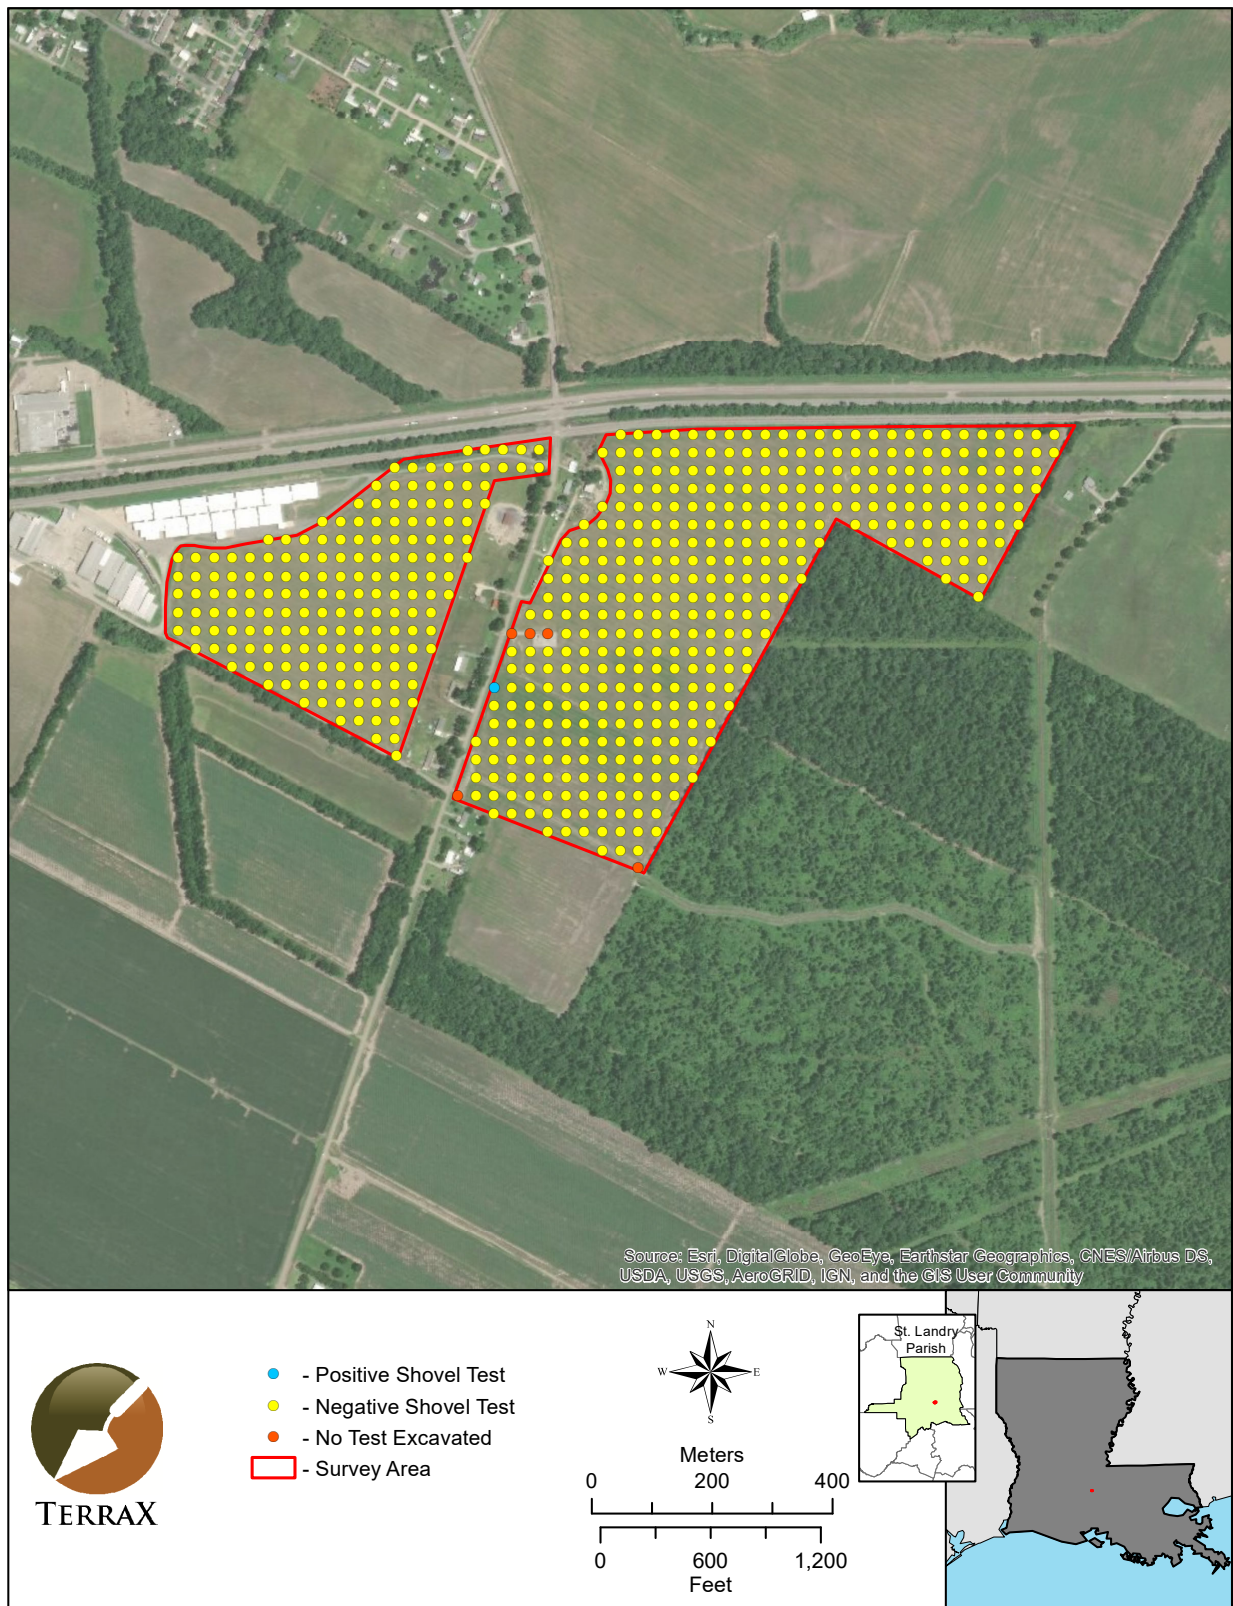 Source: Esri, DigitalGlobe, GeoEye, Earthstar Geographics, CNES/Airbus DS,
USDA, USGS, AeroGRID, IGN, and the GIS User Community
TERRAX
- Positive Shovel Test
- Negative Shovel Test
- No Test Excavated
- Survey Area
N
W
E
S
Meters
0 200 400
0 600 1,200
Feet
St. Landry
Parish